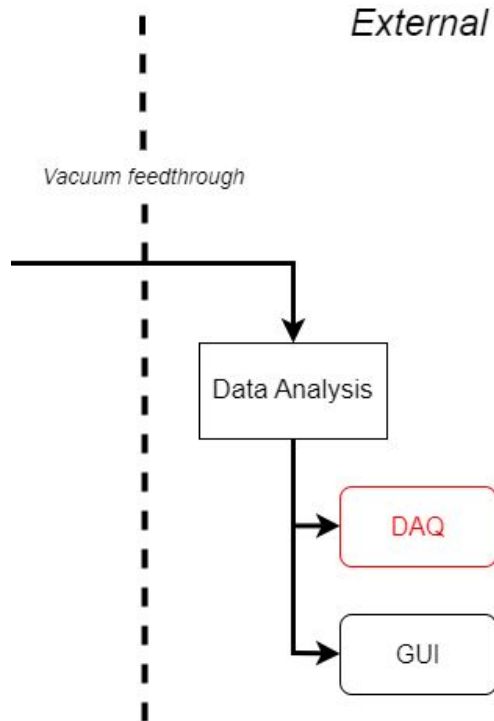 External
Vacuum feedthrough
Data Analysis
DAQ
GUI